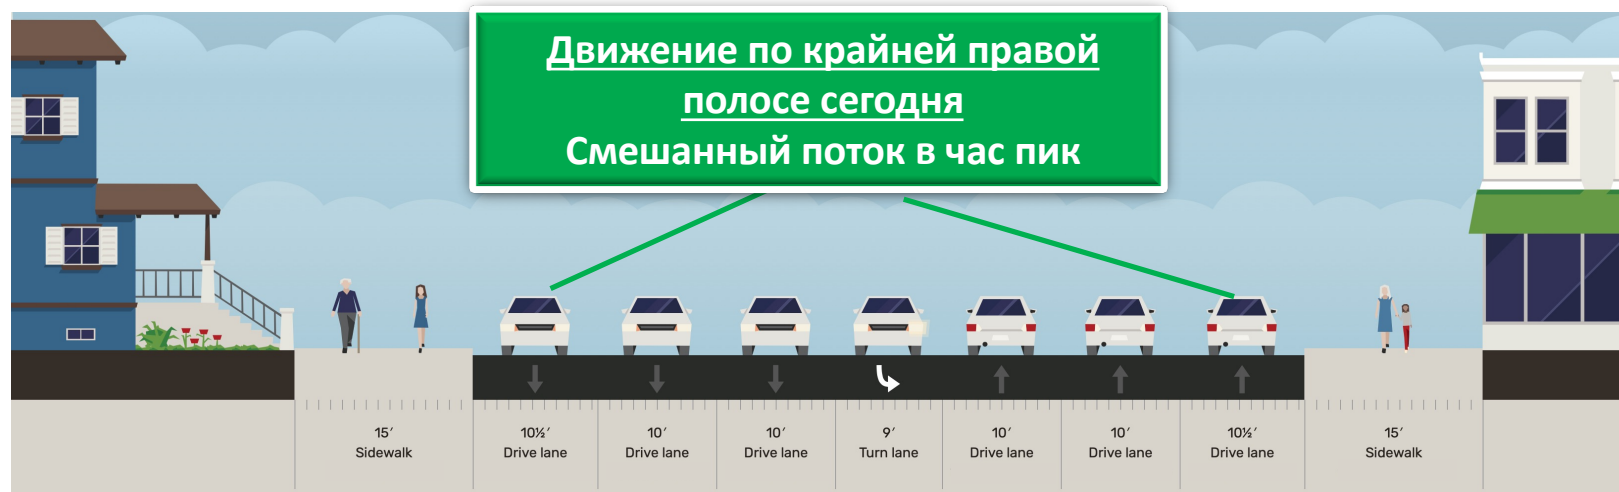 Движение по крайней правой
полосе сегодня
Смешанный поток в час пик
15′
Sidewalk
10½′
Drive lane
10′
Drive lane
10′
Drive lane
9′
Turn lane
10′
Drive lane
10′
Drive lane
10½′
Drive lane
15′
Sidewalk